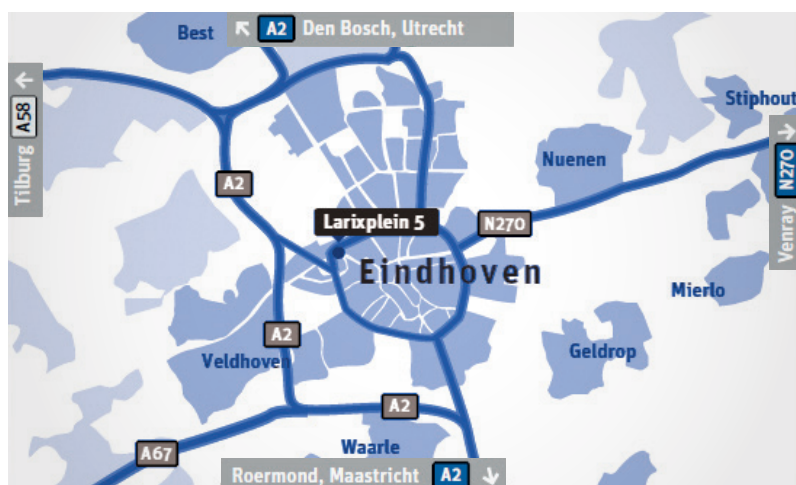 Best
A2 Den Bosch, Utrecht
Tilburg A58
Stiphout
Nuenen
A2
Venray N270
Larixplein 5
N270
Eindhoven
Mierlo
A2
Veldhoven
Geldrop
A2
Waarle
A67
Roermond, Maastricht A2